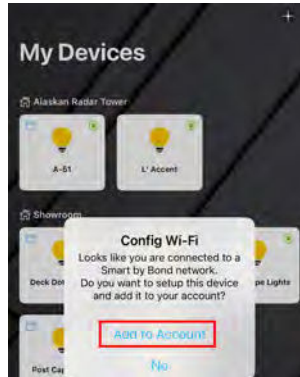 +
My Devices
Alaskan Radar Tower
A-51
L' Accent
Showroom
Config Wi-Fi
Looks like you are connected to a
Smart by Bond network.
Do you want to setup this device
and add it to your account?
Deck Do
pe Lights
Add to Account
Post Cap
No